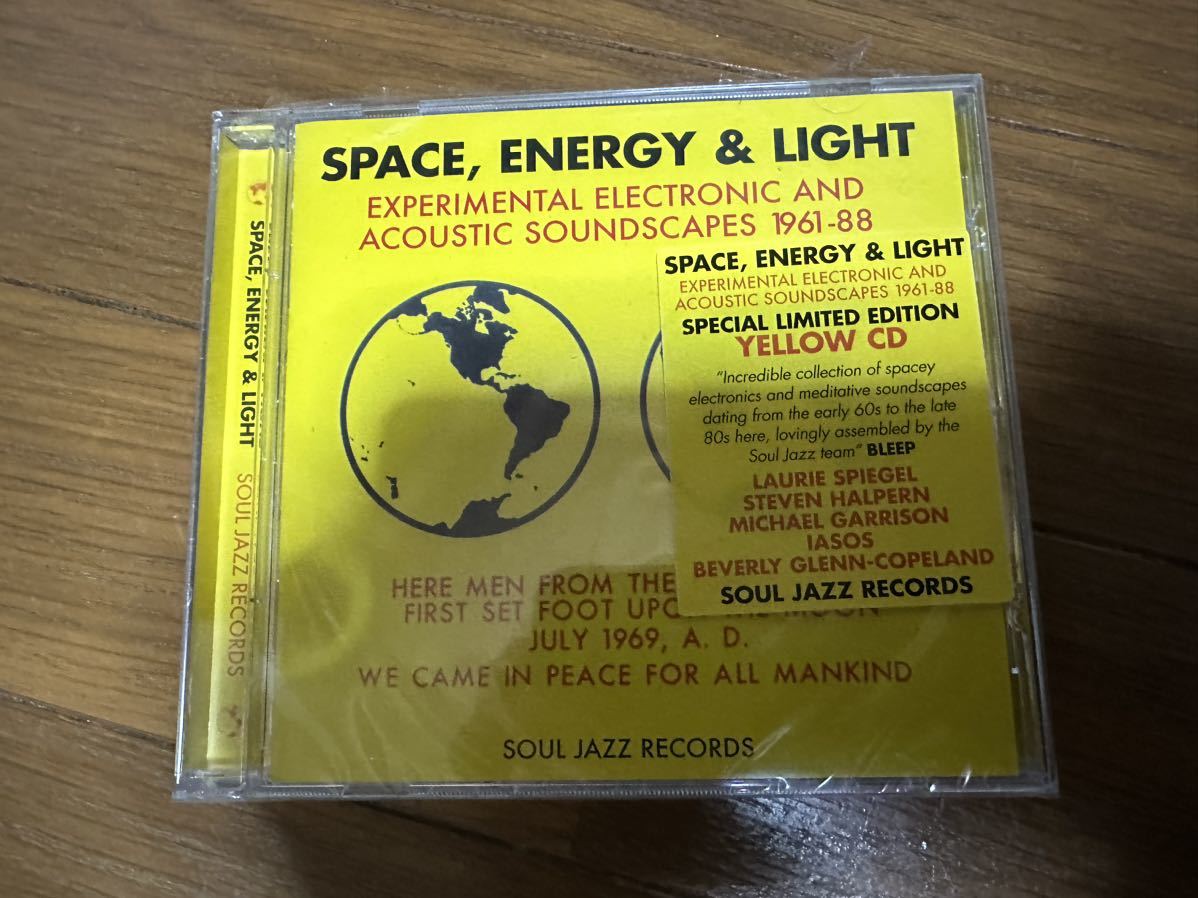 SPACE, ENERGY & LIGHT
EXPERIMENTAL ELECTRONIC AND
ACOUSTIC SOUNDSCAPES 1961-88
SPACE, ENERGY & LIGHT
EXPERIMENTAL ELECTRONIC AND
ACOUSTIC SOUNDSCAPES 1961-88
SPECIAL LIMITED EDITION
YELLOW CD
"Incredible collection of spacey
electronics and meditative soundscapes
dating from the early 60s to the late
80s here, lovingly assembled by the
Soul Jazz team" BLEEP
LAURIE SPIEGEL
STEVEN HALPERN
MICHAEL GARRISON
IASOS
BEVERLY GLENN-COPELAND
SOUL JAZZ RECORDS
HERE MEN FROM THE
FIRST SET FOOT UPON THE MOON
JULY 1969, A. D.
WE CAME IN PEACE FOR ALL MANKIND
SOUL JAZZ RECORDS
SPACE, ENERGY & LIGHT SOUL JAZZ RECORDS